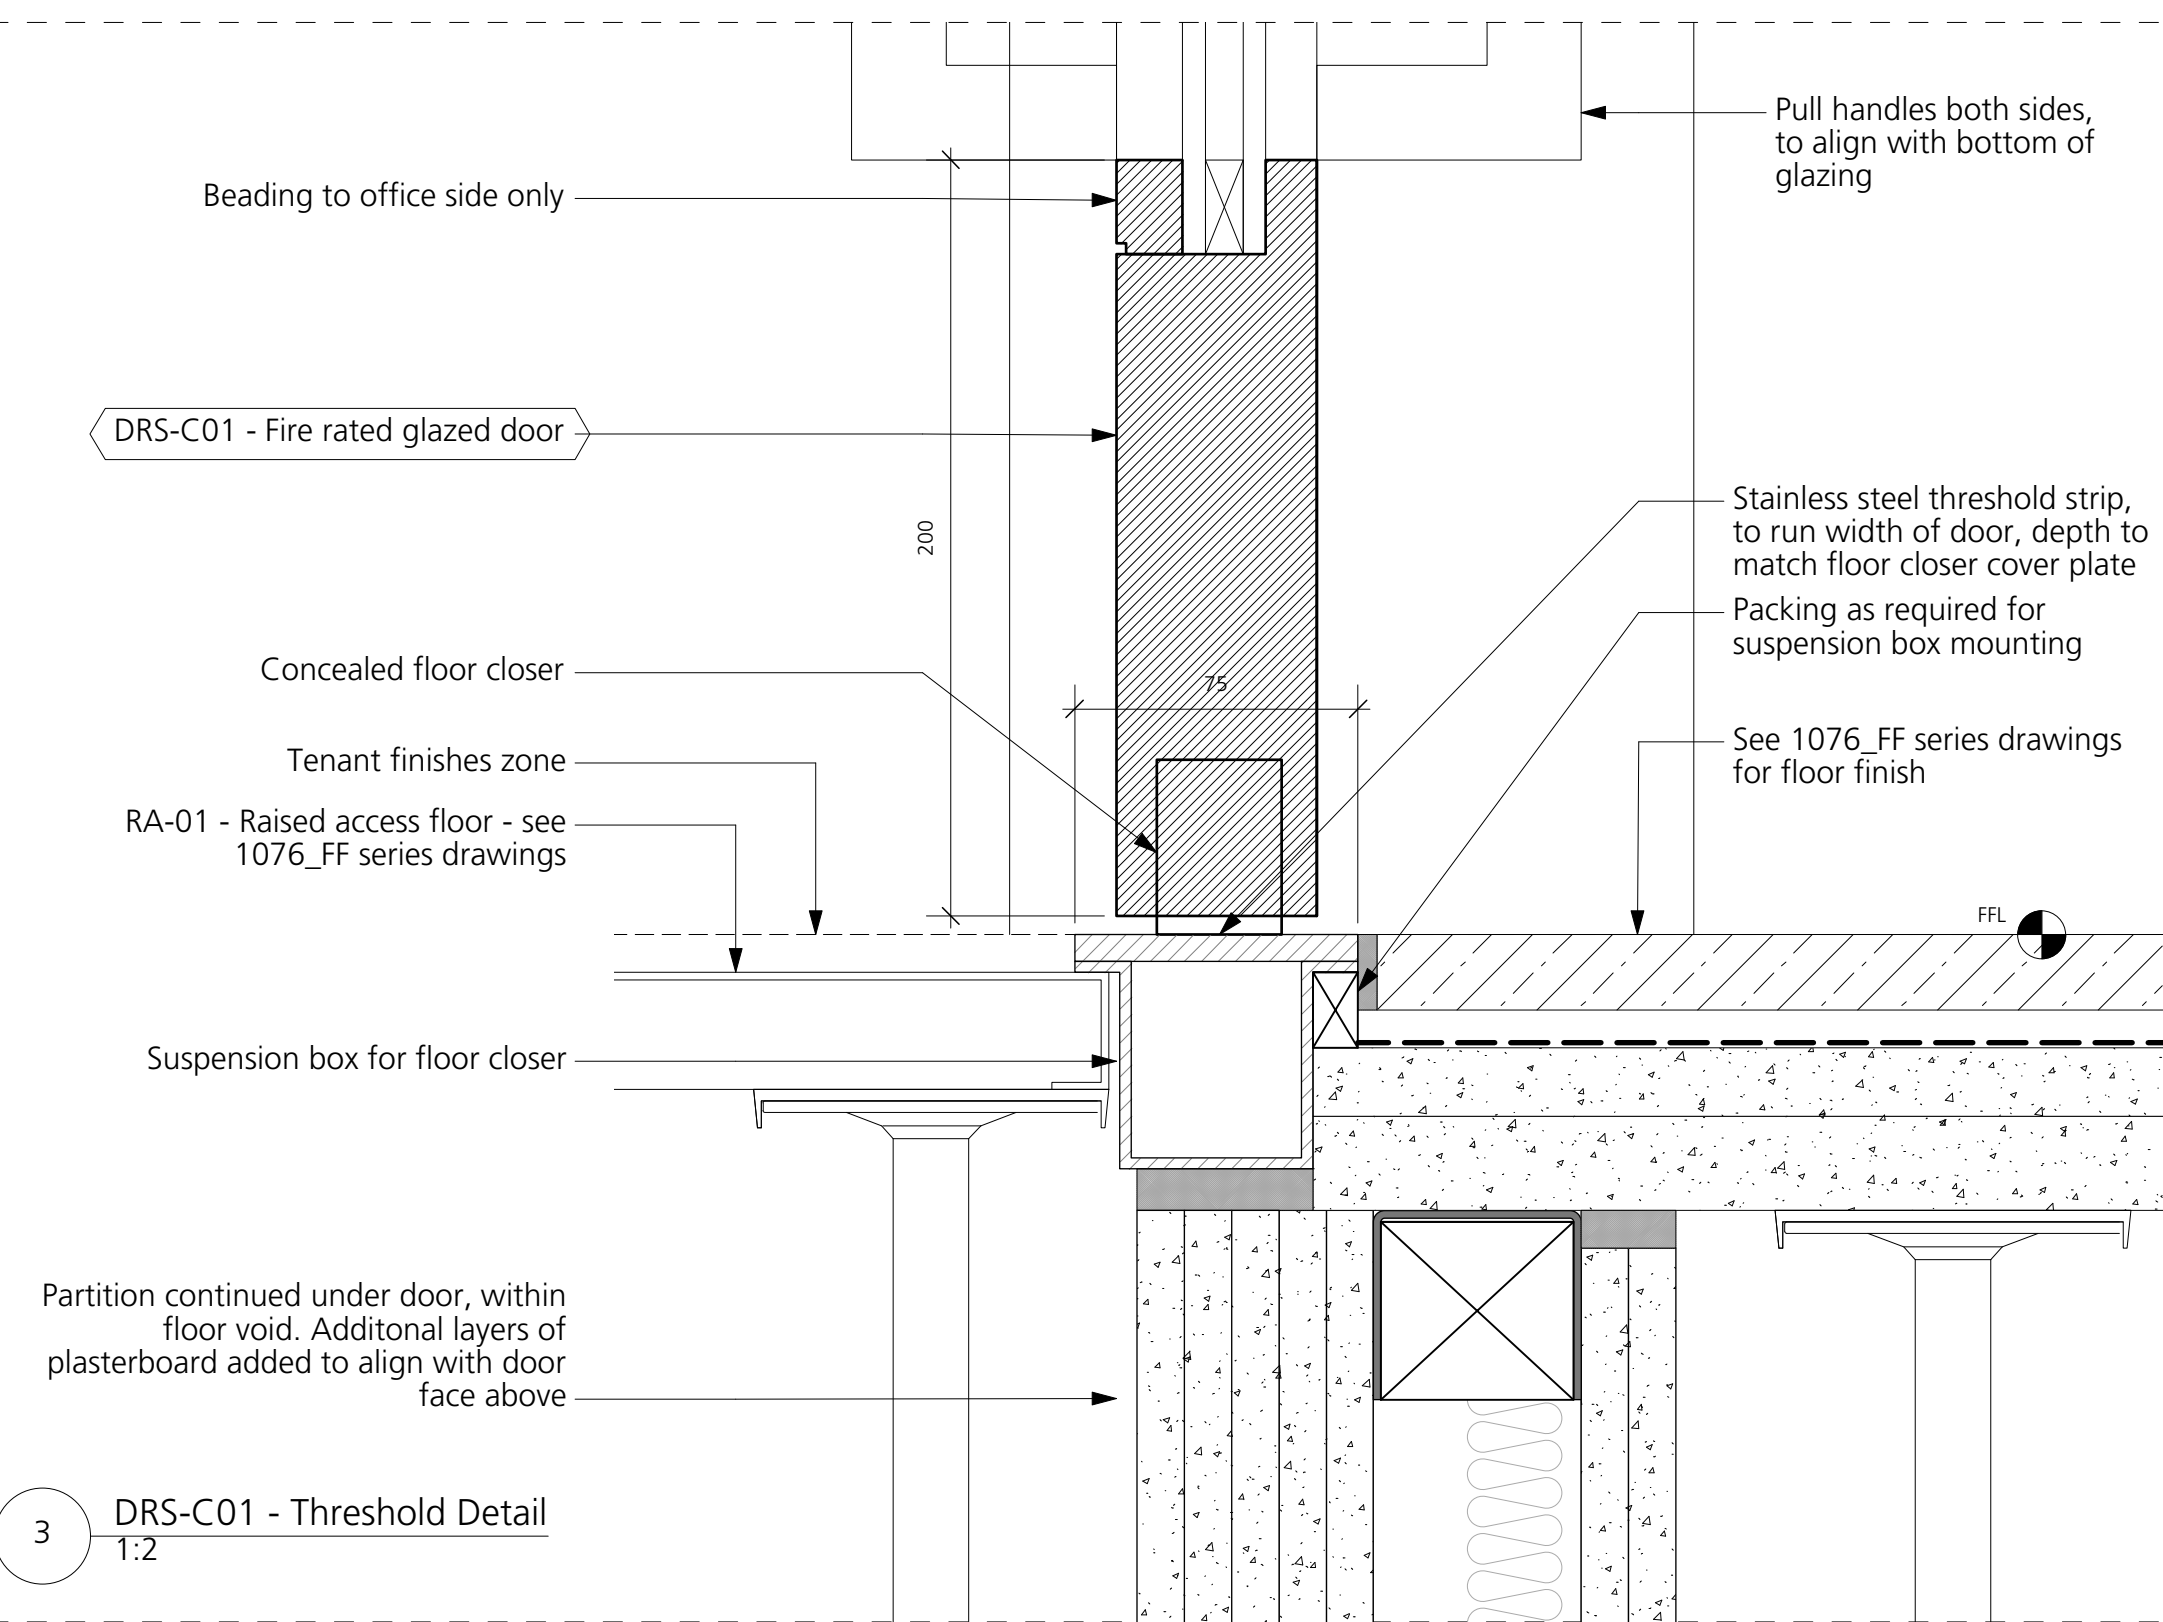 Pull handles both sides,
to align with bottom of
glazing
Beading to office side only
DRS-C01 - Fire rated glazed door
200
Stainless steel threshold strip,
to run width of door, depth to
match floor closer cover plate
Packing as required for
suspension box mounting
Concealed floor closer
75
See 1076_FF series drawings
for floor finish
Tenant finishes zone
RA-01 - Raised access floor - see
1076_FF series drawings
FFL
Suspension box for floor closer
Partition continued under door, within
floor void. Additonal layers of
plasterboard added to align with door
face above
3
DRS-C01 - Threshold Detail
1:2